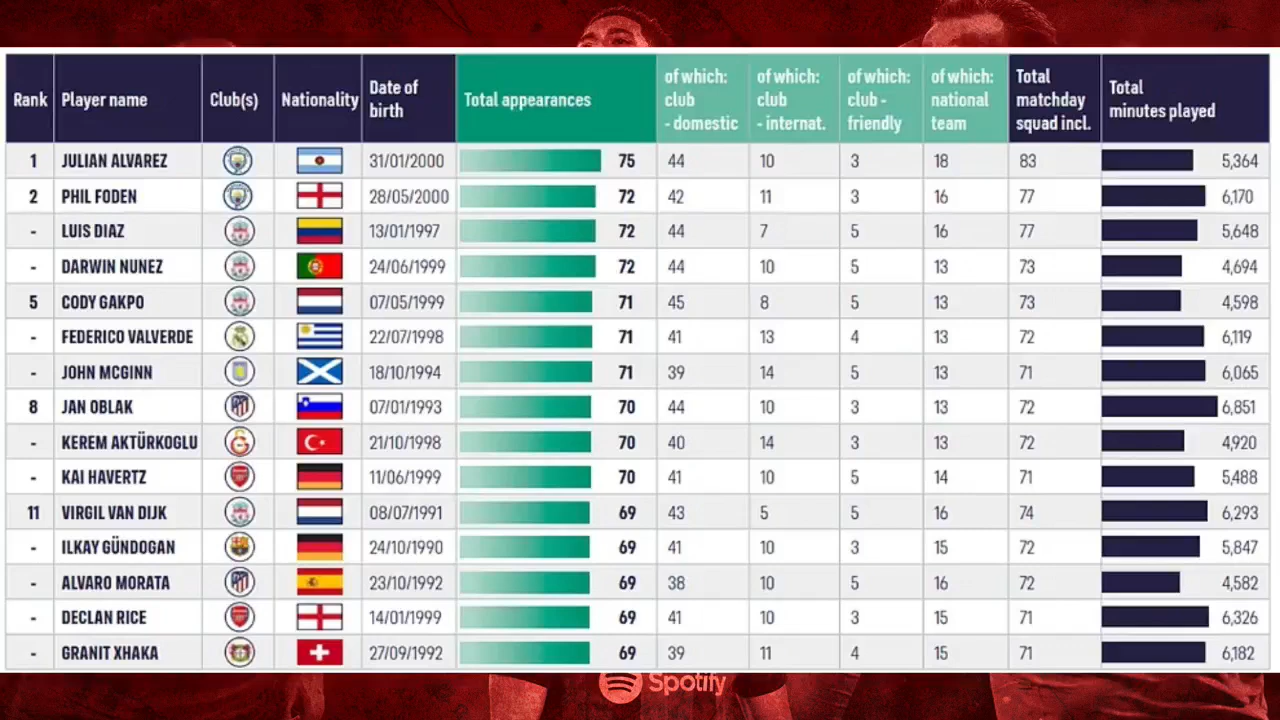 Rank Player name Club(s) Nationality Date of birth Total appearances of which: club - domestic of which: club - internat. of which: club - friendly of which: national team Total matchday squad incl. Total minutes played
1 JULIAN ALVAREZ 31/01/2000 75 44 10 3 18 83 5,364
2 PHIL FODEN 28/05/2000 72 42 11 3 16 77 6,170
- LUIS DIAZ 13/01/1997 72 44 7 5 16 77 5,648
- DARWIN NUNEZ 24/06/1999 72 44 10 5 13 73 4,694
5 CODY GAKPO 07/05/1999 71 45 8 5 13 73 4,598
- FEDERICO VALVERDE 22/07/1998 71 41 13 4 13 72 6,119
- JOHN MCGINN 18/10/1994 71 39 14 5 13 71 6,065
8 JAN OBLAK 07/01/1993 70 44 10 3 13 72 6,851
- KEREM AKTÜRKOGLU 21/10/1998 70 40 14 3 13 72 4,920
- KAI HAVERTZ 11/06/1999 70 41 10 5 14 71 5,488
11 VIRGIL VAN DIJK 08/07/1991 69 43 5 5 16 74 6,293
- ILKAY GÜNDOGAN 24/10/1990 69 41 10 3 15 72 5,847
- ALVARO MORATA 23/10/1992 69 38 10 5 16 72 4,582
- DECLAN RICE 14/01/1999 69 41 10 3 15 71 6,326
- GRANIT XHAKA 27/09/1992 69 39 11 4 15 71 6,182
Spotify